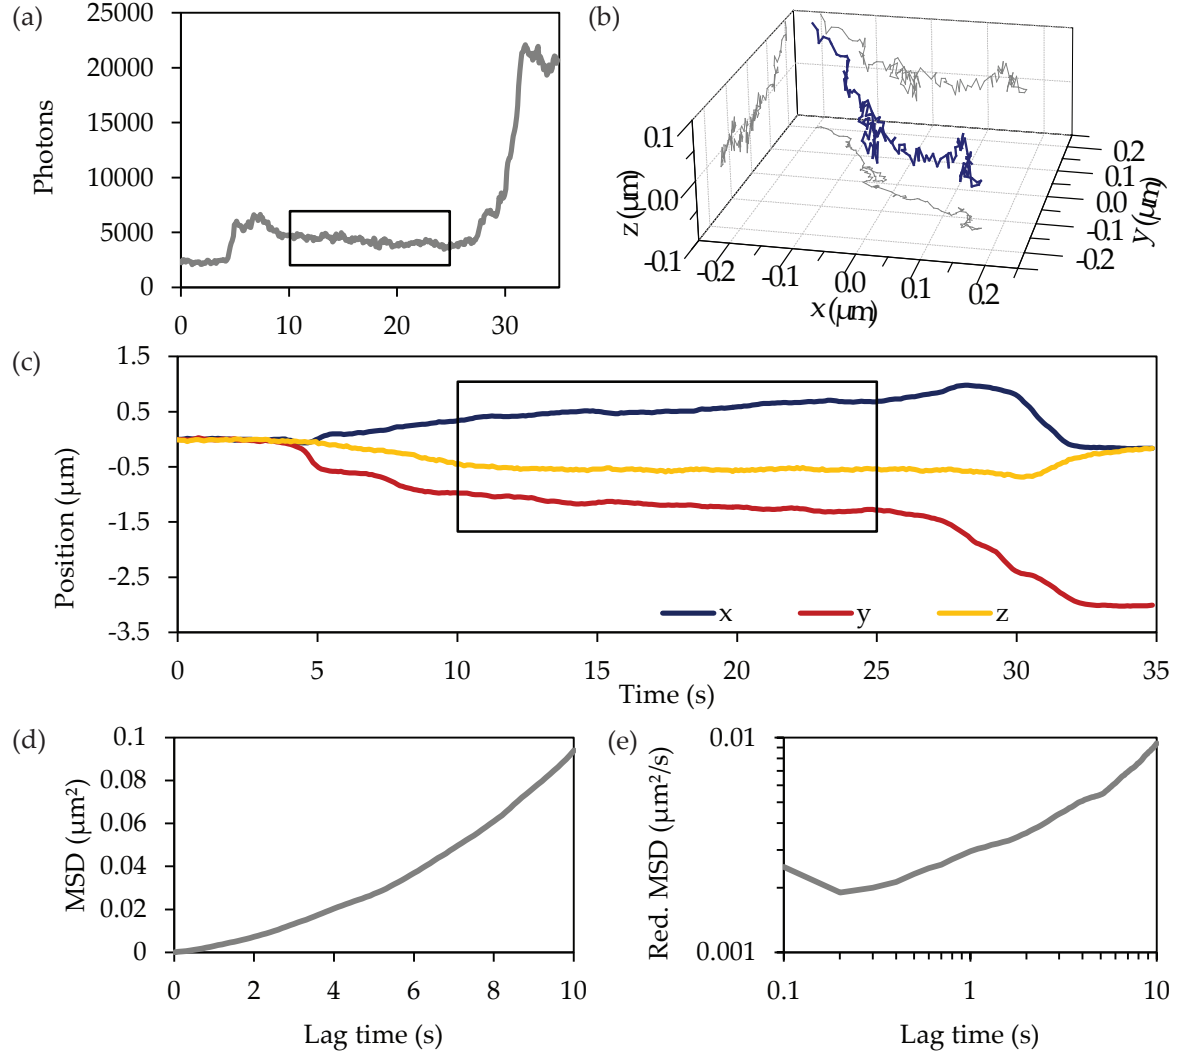 (a)
25000
20000
15000
10000
5000
0
Photons
0 10 20 30
(b)
0.1
0.0
-0.1
z (µm)
-0.2 -0.1 0.0 0.1 0.2
x (µm)
0.2
0.1
0.0
-0.1
-0.2
y (µm)
(c)
1.5
0.5
-0.5
-1.5
-2.5
-3.5
Position (µm)
x y z
0 5 10 15 20 25 30 35
Time (s)
(d)
0.1
0.08
0.06
0.04
0.02
0
MSD (µm²)
0 2 4 6 8 10
Lag time (s)
(e)
0.01
0.001
Red. MSD (µm²/s)
0.1 1 10
Lag time (s)